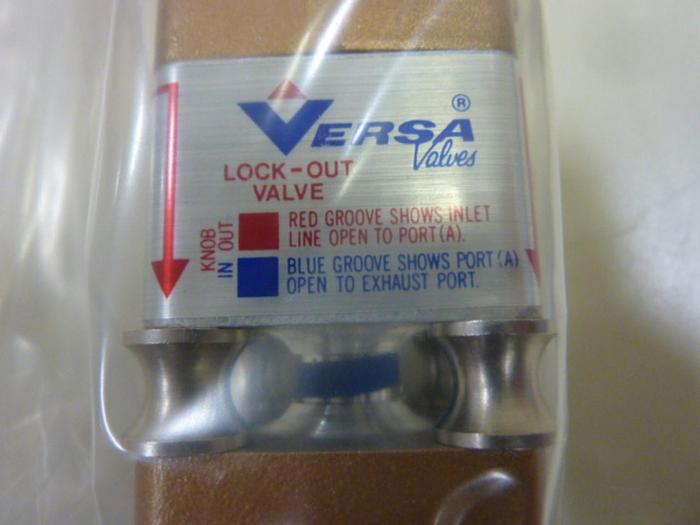 VERSA ®
Valves
LOCK-OUT
VALVE
KNOB
IN OUT
RED GROOVE SHOWS INLET
LINE OPEN TO PORT (A).
BLUE GROOVE SHOWS PORT (A)
OPEN TO EXHAUST PORT.